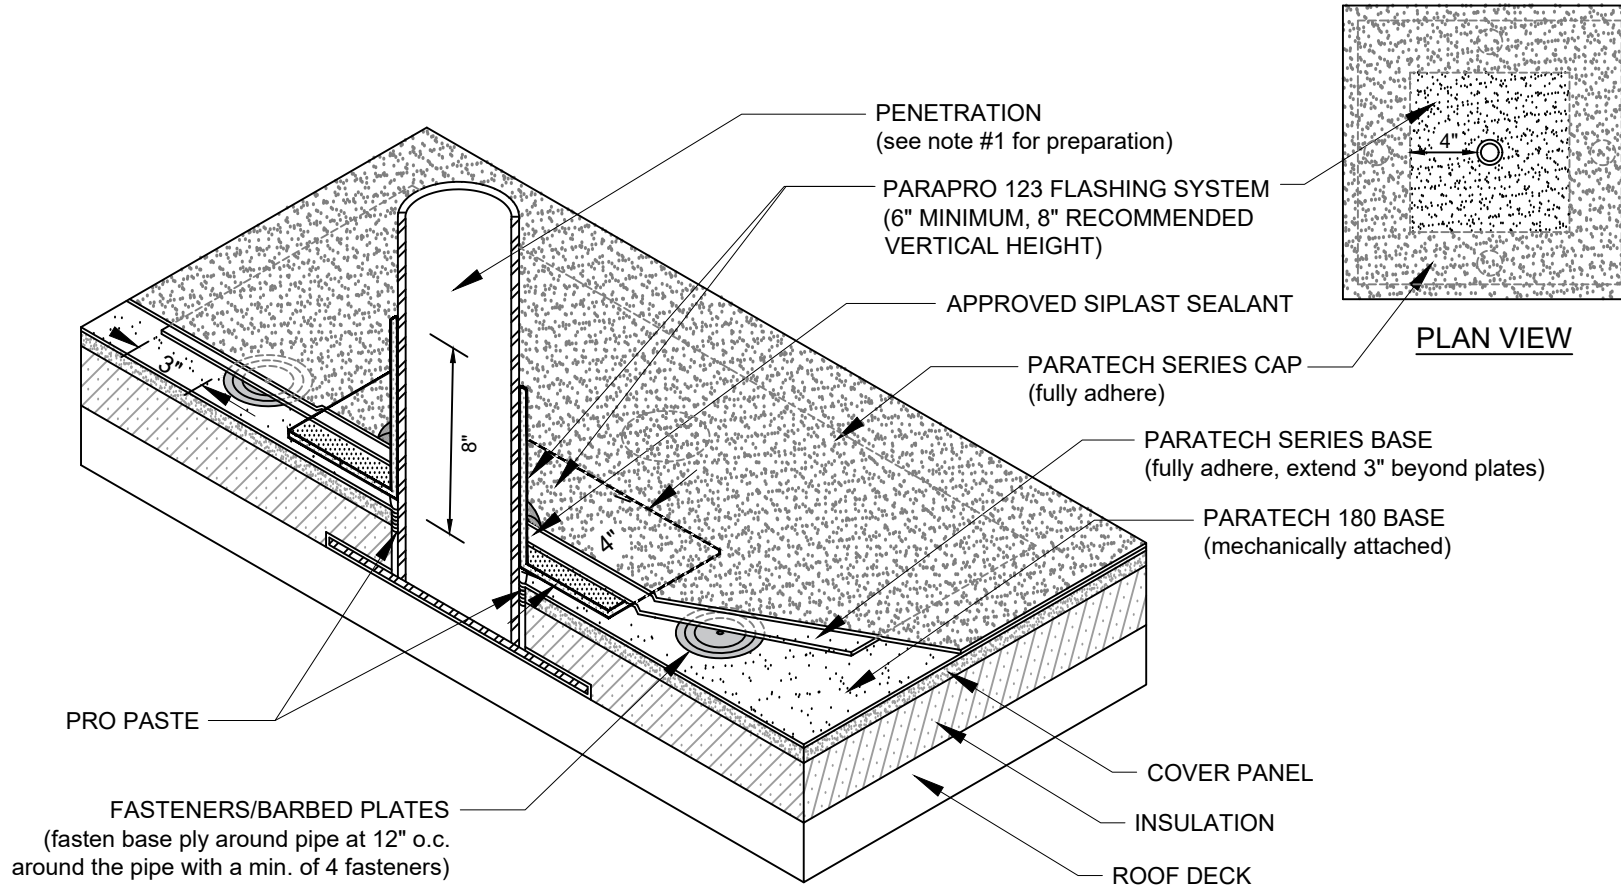 PENETRATION
(see note #1 for preparation)
PARAPRO 123 FLASHING SYSTEM
(6" MINIMUM, 8" RECOMMENDED
VERTICAL HEIGHT)
4"
PLAN VIEW
APPROVED SIPLAST SEALANT
PARATECH SERIES CAP
(fully adhere)
3"
8"
PARATECH SERIES BASE
(fully adhere, extend 3" beyond plates)
4"
PARATECH 180 BASE
(mechanically attached)
PRO PASTE
COVER PANEL
FASTENERS/BARBED PLATES
(fasten base ply around pipe at 12" o.c.
around the pipe with a min. of 4 fasteners)
INSULATION
ROOF DECK